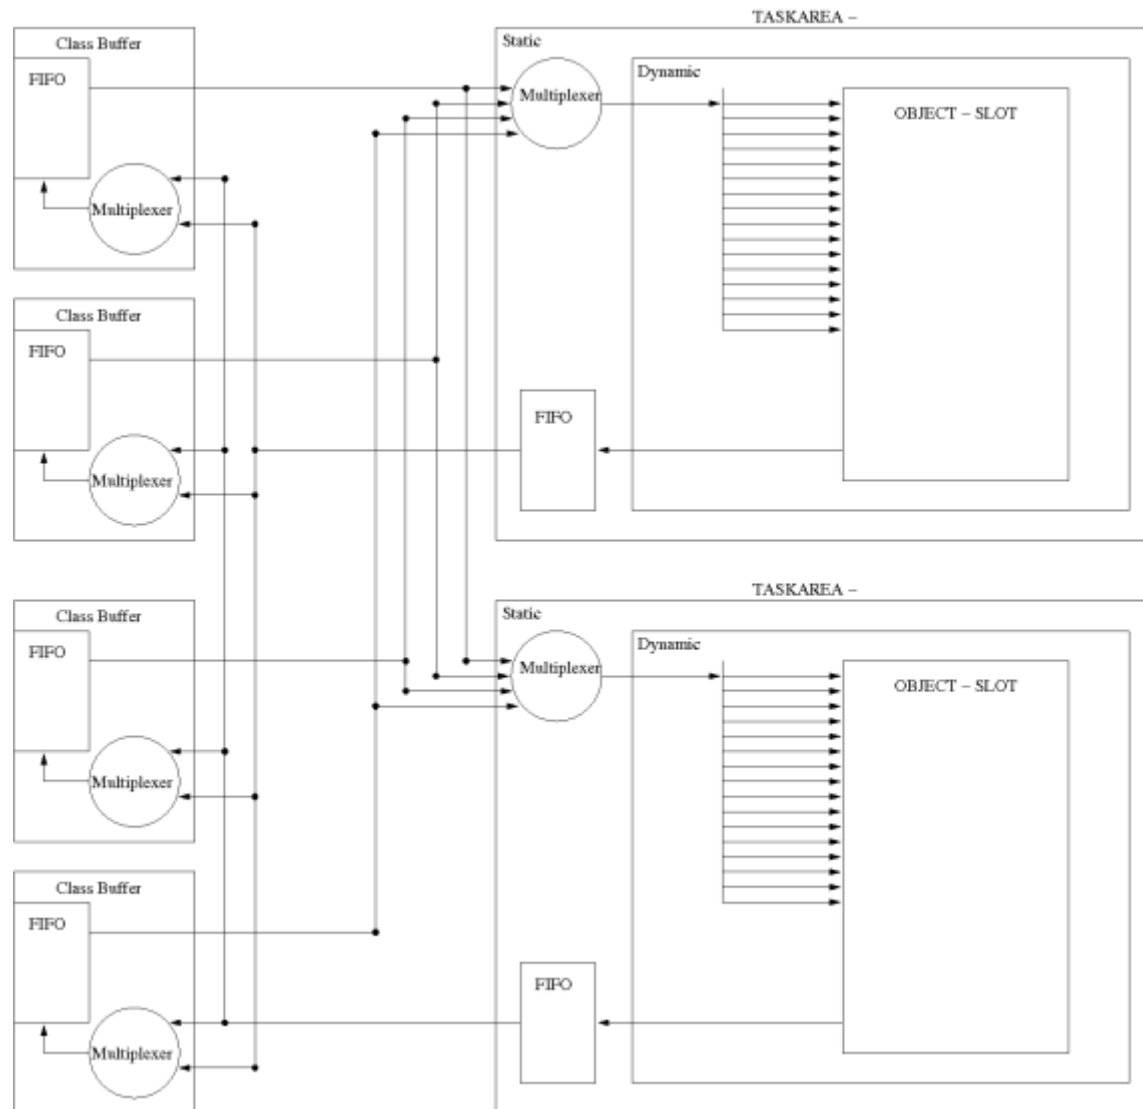 TASKAREA –
Class Buffer
Static
FIFO
Multiplexer
Dynamic
OBJECT – SLOT
Multiplexer
Class Buffer
FIFO
FIFO
Multiplexer
TASKAREA –
Class Buffer
Static
FIFO
Multiplexer
Dynamic
OBJECT – SLOT
Multiplexer
Class Buffer
FIFO
FIFO
Multiplexer